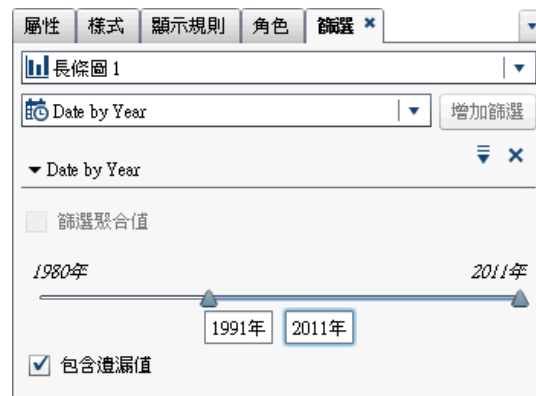 屬性 樣式 顯示規則 角色 篩選 ×
長條圖 1
Date by Year 增加篩選
Date by Year
篩選聚合值
1980年 2011年
1991年 2011年
包含遺漏值